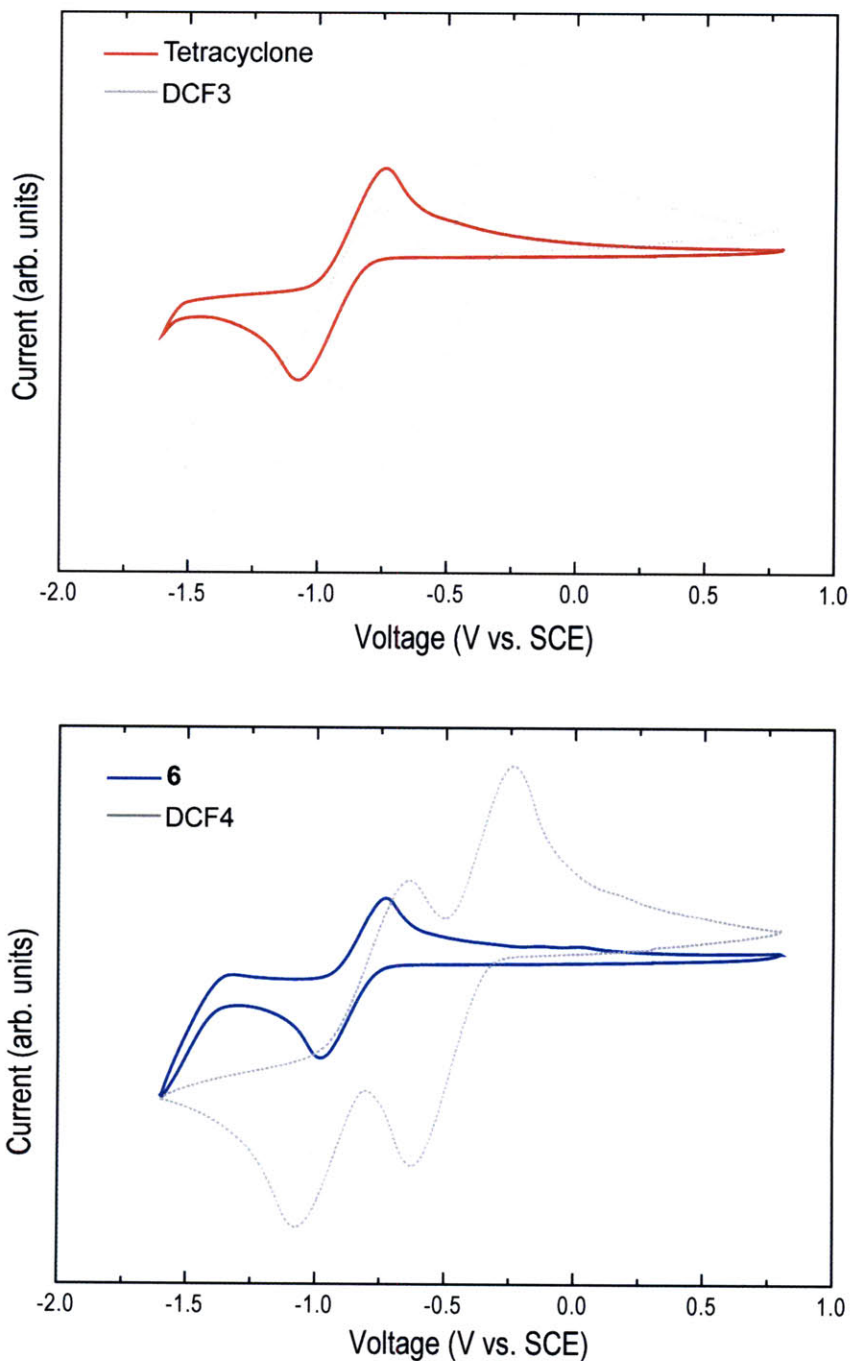 Tetracyclone
DCF3
Current (arb. units)
-2.0 -1.5 -1.0 -0.5 0.0 0.5 1.0
Voltage (V vs. SCE)
6
DCF4
Current (arb. units)
-2.0 -1.5 -1.0 -0.5 0.0 0.5 1.0
Voltage (V vs. SCE)